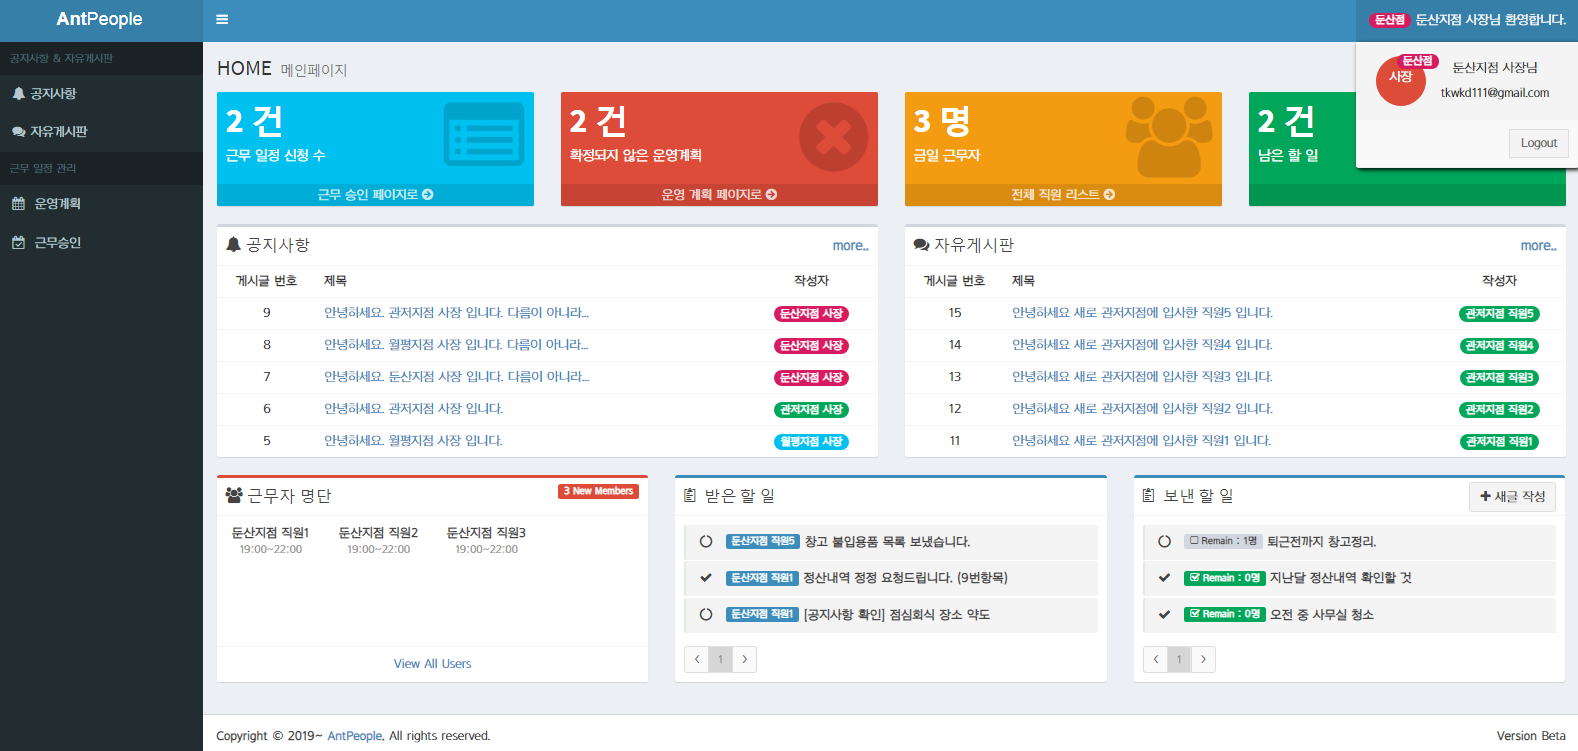 AntPeople
둔산점 둔산지점 사장님 환영합니다.
공지사항 & 자유게시판
공지사항
자유게시판
근무 일정 관리
운영계획
근무승인
HOME 메인페이지
사장 둔산점
둔산지점 사장님
tkwkd111@gmail.com
Logout
2 건
근무 일정 신청 수
근무 승인 페이지로
2 건
확정되지 않은 운영계획
운영 계획 페이지로
3 명
금일 근무자
전체 직원 리스트
2 건
남은 할 일
공지사항 more..
게시글 번호 제목 작성자
9 안녕하세요. 관저지점 사장 입니다. 다름이 아니라... 둔산지점 사장
8 안녕하세요. 월평지점 사장 입니다. 다름이 아니라... 둔산지점 사장
7 안녕하세요. 둔산지점 사장 입니다. 다름이 아니라... 둔산지점 사장
6 안녕하세요. 관저지점 사장 입니다. 관저지점 사장
5 안녕하세요. 월평지점 사장 입니다. 월평지점 사장
자유게시판 more..
게시글 번호 제목 작성자
15 안녕하세요 새로 관저지점에 입사한 직원5 입니다. 관저지점 직원5
14 안녕하세요 새로 관저지점에 입사한 직원4 입니다. 관저지점 직원4
13 안녕하세요 새로 관저지점에 입사한 직원3 입니다. 관저지점 직원3
12 안녕하세요 새로 관저지점에 입사한 직원2 입니다. 관저지점 직원2
11 안녕하세요 새로 관저지점에 입사한 직원1 입니다. 관저지점 직원1
근무자 명단 3 New Members
둔산지점 직원1 둔산지점 직원2 둔산지점 직원3
19:00~22:00 19:00~22:00 19:00~22:00
View All Users
받은 할 일
둔산지점 직원5 창고 불입용품 목록 보냈습니다.
둔산지점 직원1 정산내역 정정 요청드립니다. (9번항목)
둔산지점 직원1 [공지사항 확인] 점심회식 장소 약도
< 1 >
보낸 할 일 + 새글 작성
Remain : 1명 퇴근전까지 창고정리.
Remain : 0명 지난달 정산내역 확인할 것
Remain : 0명 오전 중 사무실 청소
< 1 >
Copyright © 2019~ AntPeople. All rights reserved. Version Beta